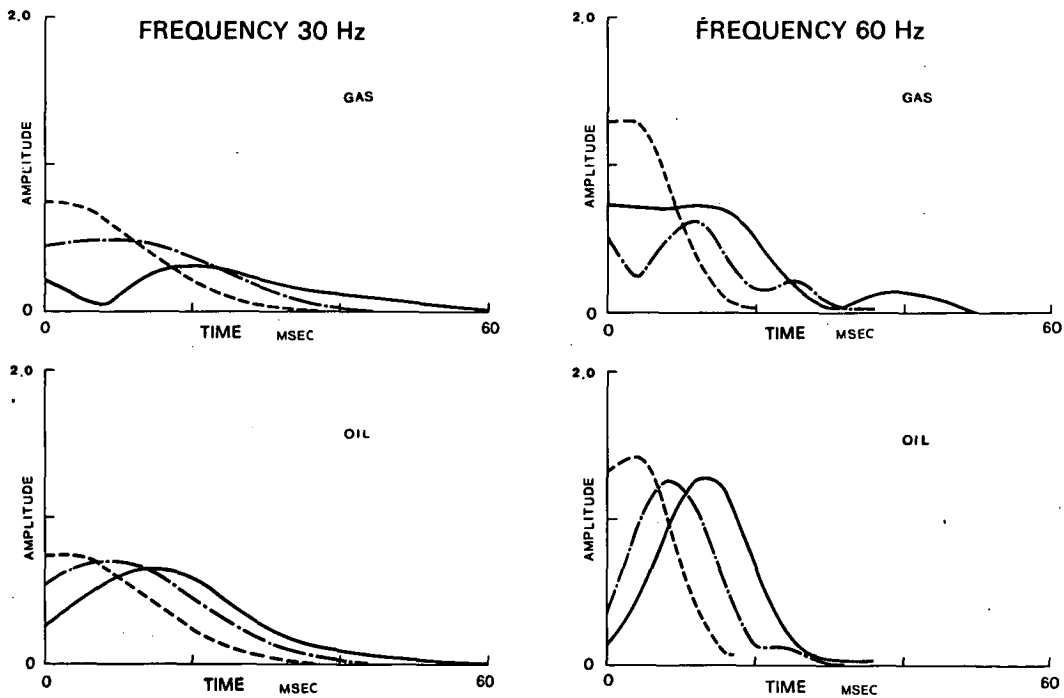 2.0
FREQUENCY 30 Hz
GAS
AMPLITUDE
0
0
TIME MSEC
60
2.0
FREQUENCY 60 Hz
GAS
AMPLITUDE
0
0
TIME MSEC
60
2.0
OIL
AMPLITUDE
0
0
TIME MSEC
60
2.0
OIL
AMPLITUDE
0
0
TIME MSEC
60